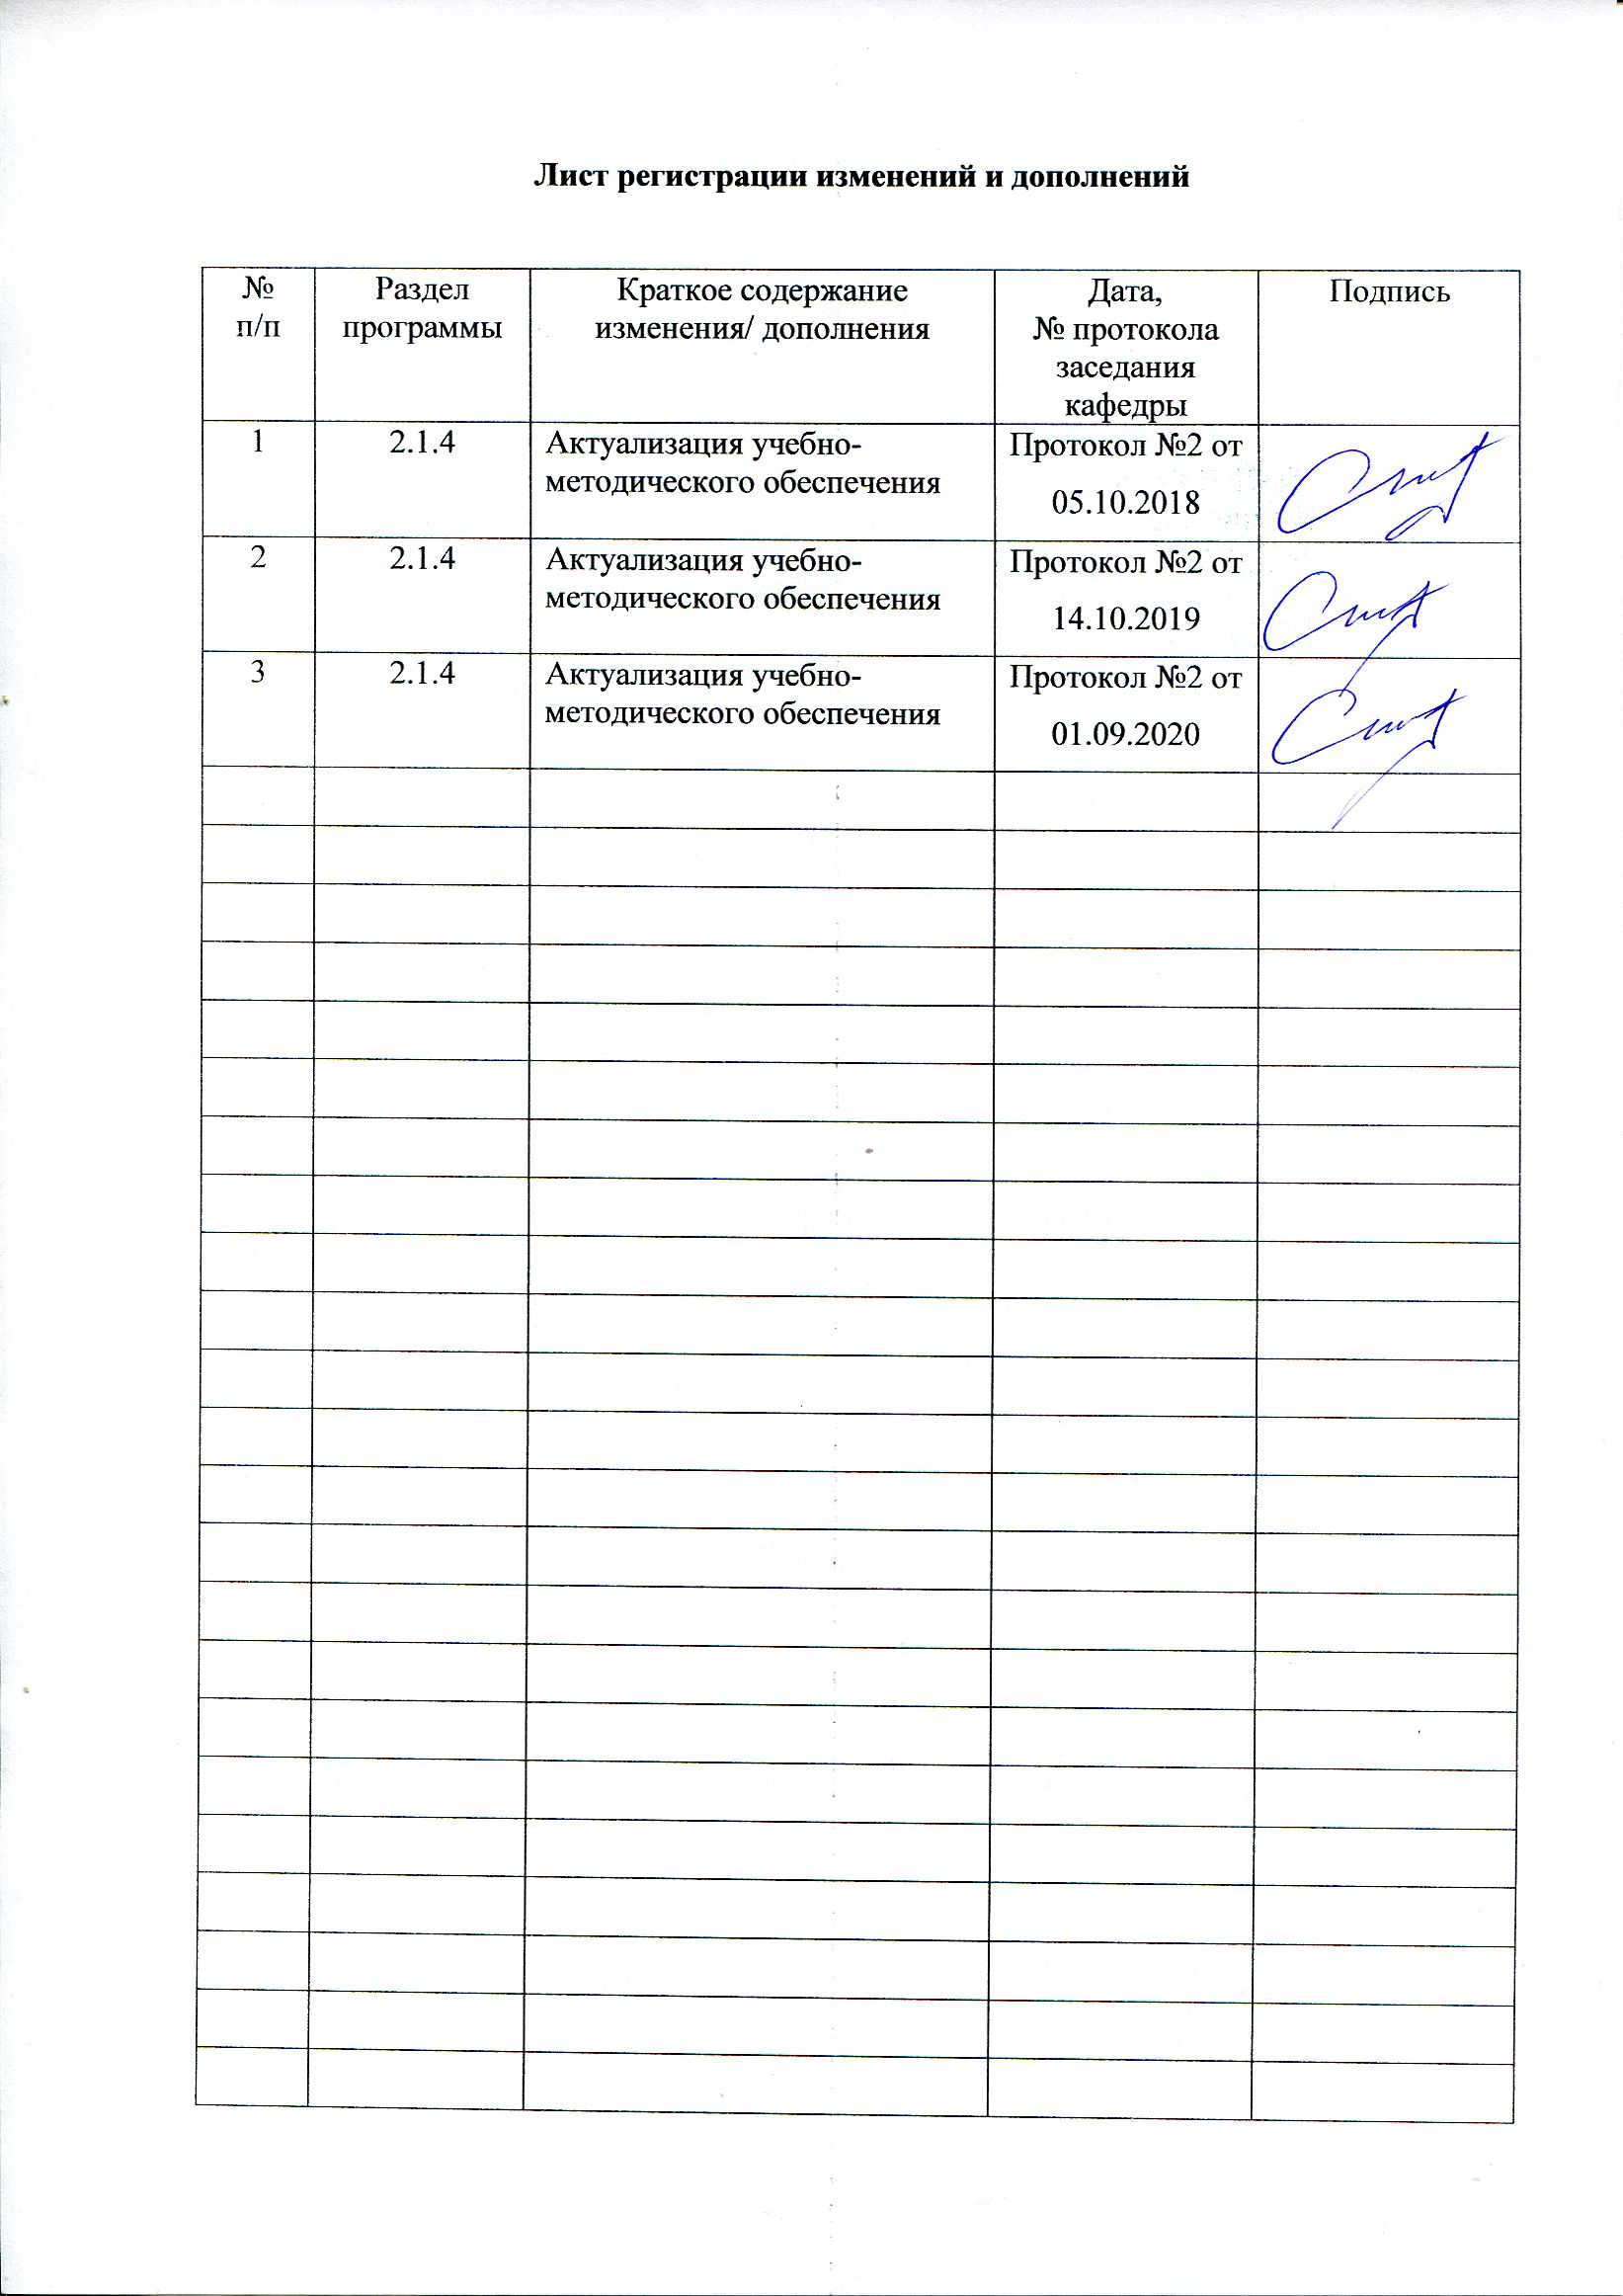 Лист регистрации изменений и дополнений
№
п/п
Раздел
программы
Краткое содержание
изменения/ дополнения
Дата,
№ протокола
заседания
кафедры
Подпись
1
2.1.4
Актуализация учебно-
методического обеспечения
Протокол №2 от
05.10.2018
2
2.1.4
Актуализация учебно-
методического обеспечения
Протокол №2 от
14.10.2019
3
2.1.4
Актуализация учебно-
методического обеспечения
Протокол №2 от
01.09.2020